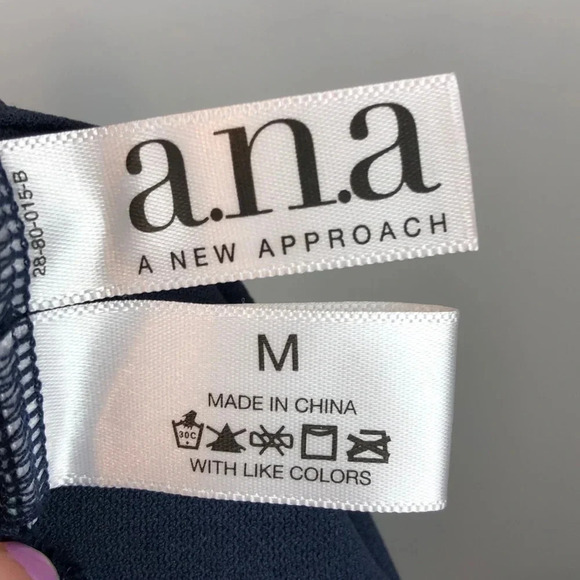 a.n.a
A NEW APPROACH
28-80-015-B
M
MADE IN CHINA
30C
WITH LIKE COLORS